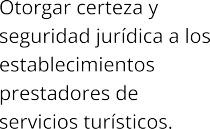 Otorgar certeza y
seguridad jurídica a los
establecimientos
prestadores de
servicios turísticos.